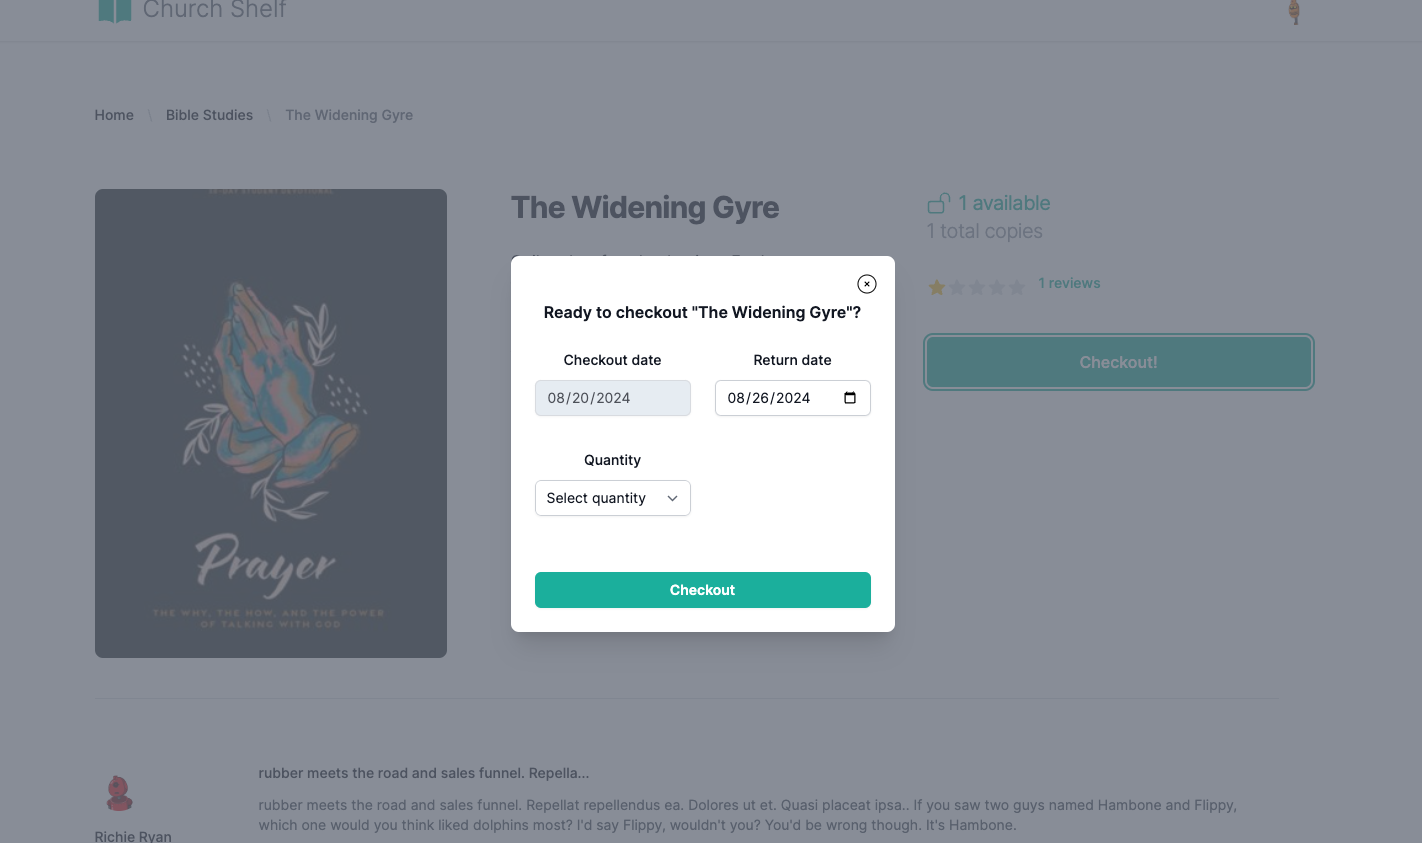 Church Shelf
Home \ Bible Studies \ The Widening Gyre
The Widening Gyre
1 available
1 total copies
1 reviews
Checkout!
Ready to checkout "The Widening Gyre"?
Checkout date
Return date
08/20/2024
08/26/2024
Quantity
Select quantity
Checkout
Prayer
THE WHY, THE HOW, AND THE POWER
OF TALKING WITH GOD
rubber meets the road and sales funnel. Repella...
rubber meets the road and sales funnel. Repellat repellendus ea. Dolores ut et. Quasi placeat ipsa.. If you saw two guys named Hambone and Flippy,
which one would you think liked dolphins most? I'd say Flippy, wouldn't you? You'd be wrong though. It's Hambone.
Richie Ryan